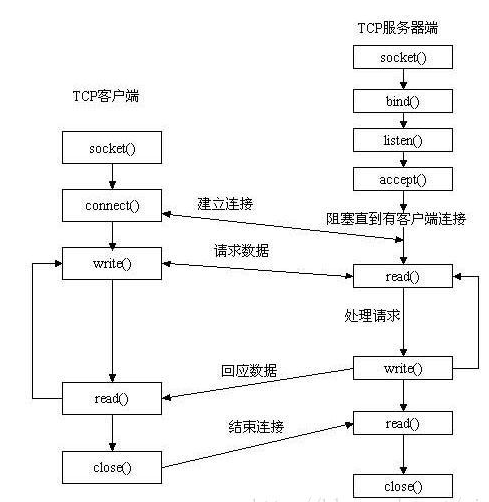 TCP服务器端
socket()
bind()
TCP客户端
listen()
socket()
accept()
connect()
建立连接
阻塞直到有客户端连接
请求数据
write()
read()
处理请求
回应数据
write()
read()
结束连接
read()
close()
close()